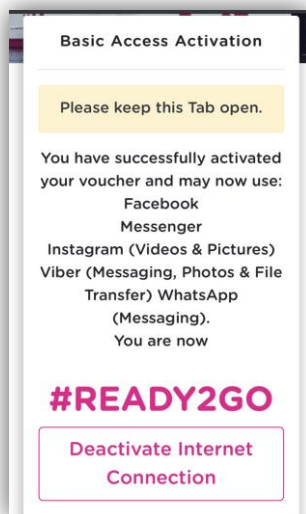 Basic Access Activation
Please keep this Tab open.
You have successfully activated
your voucher and may now use:
Facebook
Messenger
Instagram (Videos & Pictures)
Viber (Messaging, Photos & File
Transfer) WhatsApp
(Messaging).
You are now
#READY2GO
Deactivate Internet
Connection